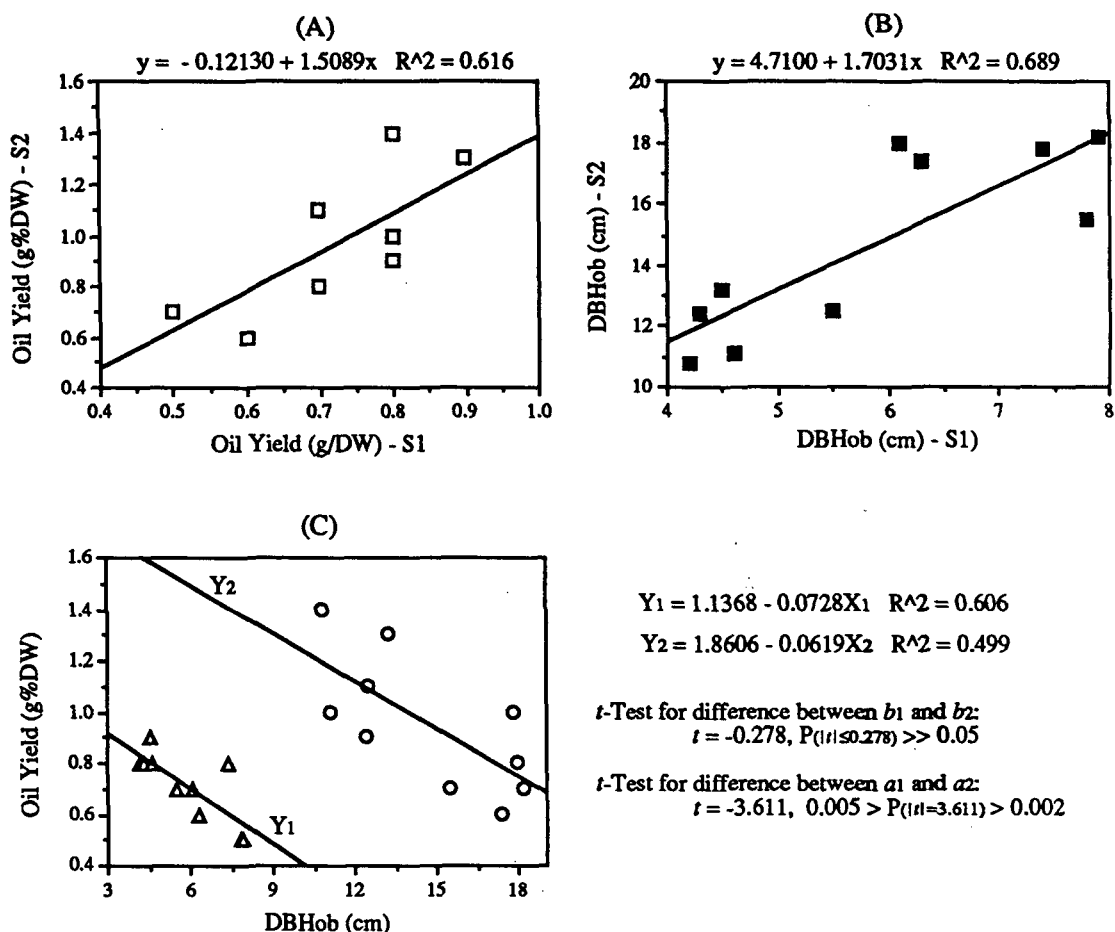 (A)
y = - 0.12130 + 1.5089x R^2 = 0.616
1.6
1.4
1.2
1.0
0.8
0.6
0.4
Oil Yield (g%DW) - S2
0.4 0.5 0.6 0.7 0.8 0.9 1.0
Oil Yield (g/DW) - S1
(B)
y = 4.7100 + 1.7031x R^2 = 0.689
20
18
16
14
12
10
DBHob (cm) - S2
4 5 6 7 8
DBHob (cm) - S1)
(C)
1.6
1.4
1.2
1.0
0.8
0.6
0.4
Oil Yield (g%DW)
Y2
Y1
3 6 9 12 15 18
DBHob (cm)
Y1 = 1.1368 - 0.0728X1 R^2 = 0.606
Y2 = 1.8606 - 0.0619X2 R^2 = 0.499
t-Test for difference between b1 and b2:
t = -0.278, P(|t|≤0.278) >> 0.05
t-Test for difference between a1 and a2:
t = -3.611, 0.005 > P(|t|=3.611) > 0.002